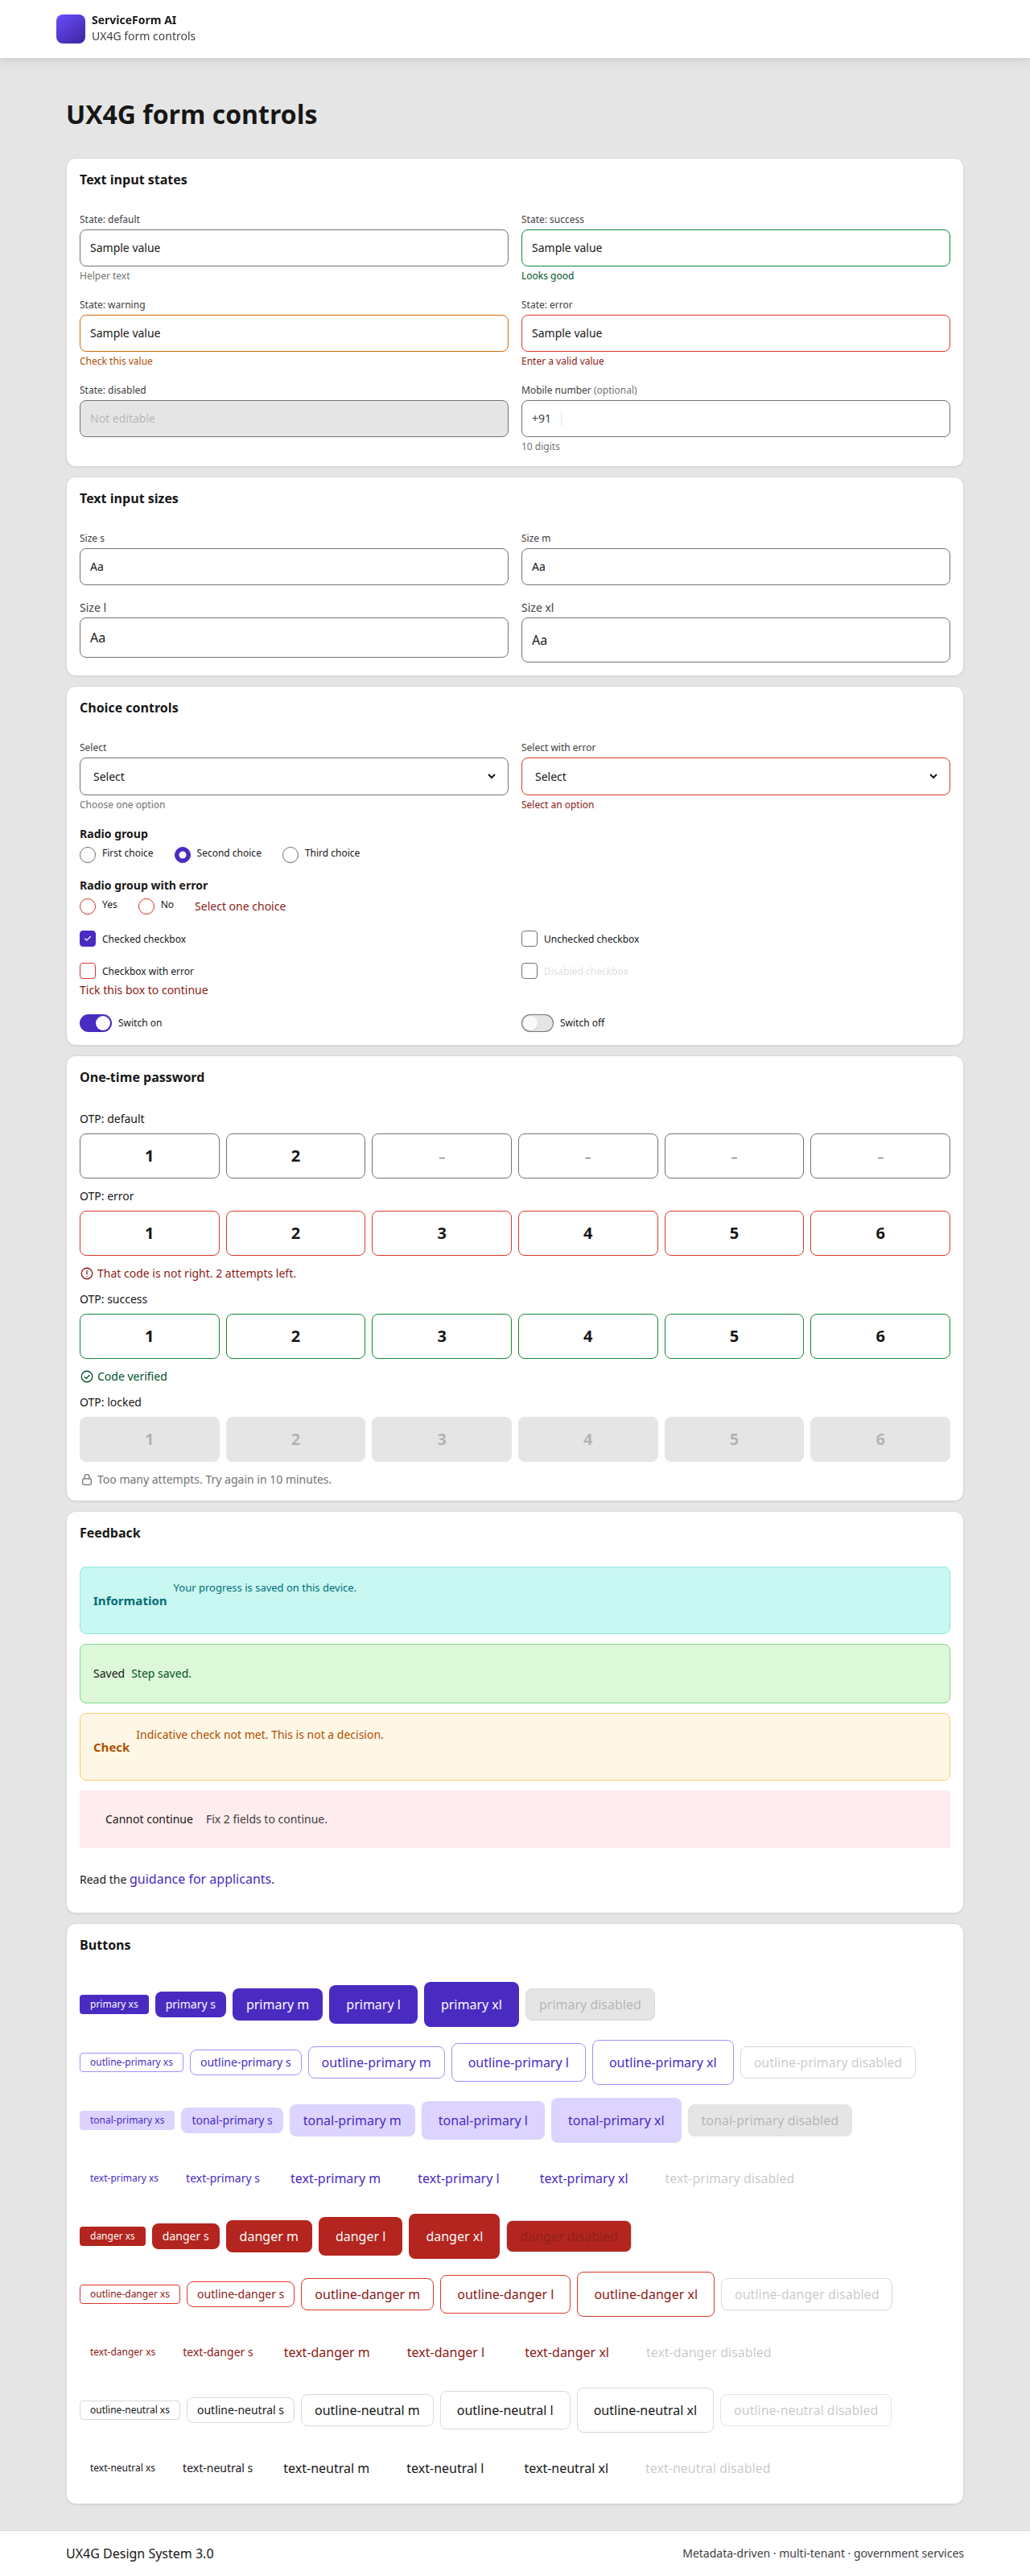 ServiceForm AI
UX4G form controls
UX4G form controls
Text input states
State: default
State: success
Sample value
Sample value
Helper text
Looks good
State: warning
State: error
Sample value
Sample value
Check this value
Enter a valid value
State: disabled
Mobile number (optional)
Not editable
+91
10 digits
Text input sizes
Size s
Size m
Aa
Aa
Size l
Size xl
Aa
Aa
Choice controls
Select
Select with error
Select
Select
Choose one option
Select an option
Radio group
First choice Second choice Third choice
Radio group with error
Yes No Select one choice
Checked checkbox
Unchecked checkbox
Checkbox with error
Disabled checkbox
Tick this box to continue
Switch on
Switch off
One-time password
OTP: default
1 2 – – – –
OTP: error
1 2 3 4 5 6
That code is not right. 2 attempts left.
OTP: success
1 2 3 4 5 6
Code verified
OTP: locked
1 2 3 4 5 6
Too many attempts. Try again in 10 minutes.
Feedback
Information Your progress is saved on this device.
Saved Step saved.
Check Indicative check not met. This is not a decision.
Cannot continue Fix 2 fields to continue.
Read the guidance for applicants.
Buttons
primary xs primary s primary m primary l primary xl primary disabled
outline-primary xs outline-primary s outline-primary m outline-primary l outline-primary xl outline-primary disabled
tonal-primary xs tonal-primary s tonal-primary m tonal-primary l tonal-primary xl tonal-primary disabled
text-primary xs text-primary s text-primary m text-primary l text-primary xl text-primary disabled
danger xs danger s danger m danger l danger xl danger disabled
outline-danger xs outline-danger s outline-danger m outline-danger l outline-danger xl outline-danger disabled
text-danger xs text-danger s text-danger m text-danger l text-danger xl text-danger disabled
outline-neutral xs outline-neutral s outline-neutral m outline-neutral l outline-neutral xl outline-neutral disabled
text-neutral xs text-neutral s text-neutral m text-neutral l text-neutral xl text-neutral disabled
UX4G Design System 3.0
Metadata-driven · multi-tenant · government services